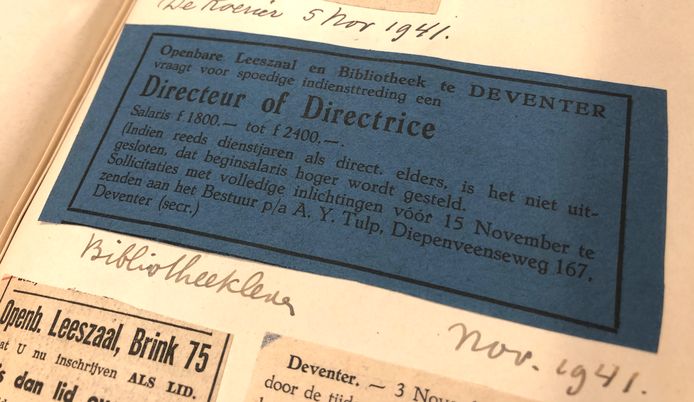 De Koerier 5 Nov 1941.
Openbare Leeszaal en Bibliotheek te DEVENTER
vraagt voor spoedige indiensttreding een
Directeur of Directrice
Salaris f 1800.— tot f 2400,—.
(Indien reeds dienstjaren als direct. elders, is het niet uit-
gesloten, dat beginsalaris hoger wordt gesteld.
Sollicitaties met volledige inlichtingen vóór 15 November te
zenden aan het Bestuur p/a A. Y. Tulp, Diepenveenseweg 167,
Deventer (secr.)
Bibliotheekleven
Nov. 1941.
Openb. Leeszaal, Brink 75
at U nu inschrijven ALS LID.
dan lid
Deventer. — 3 Nov
door de tijd